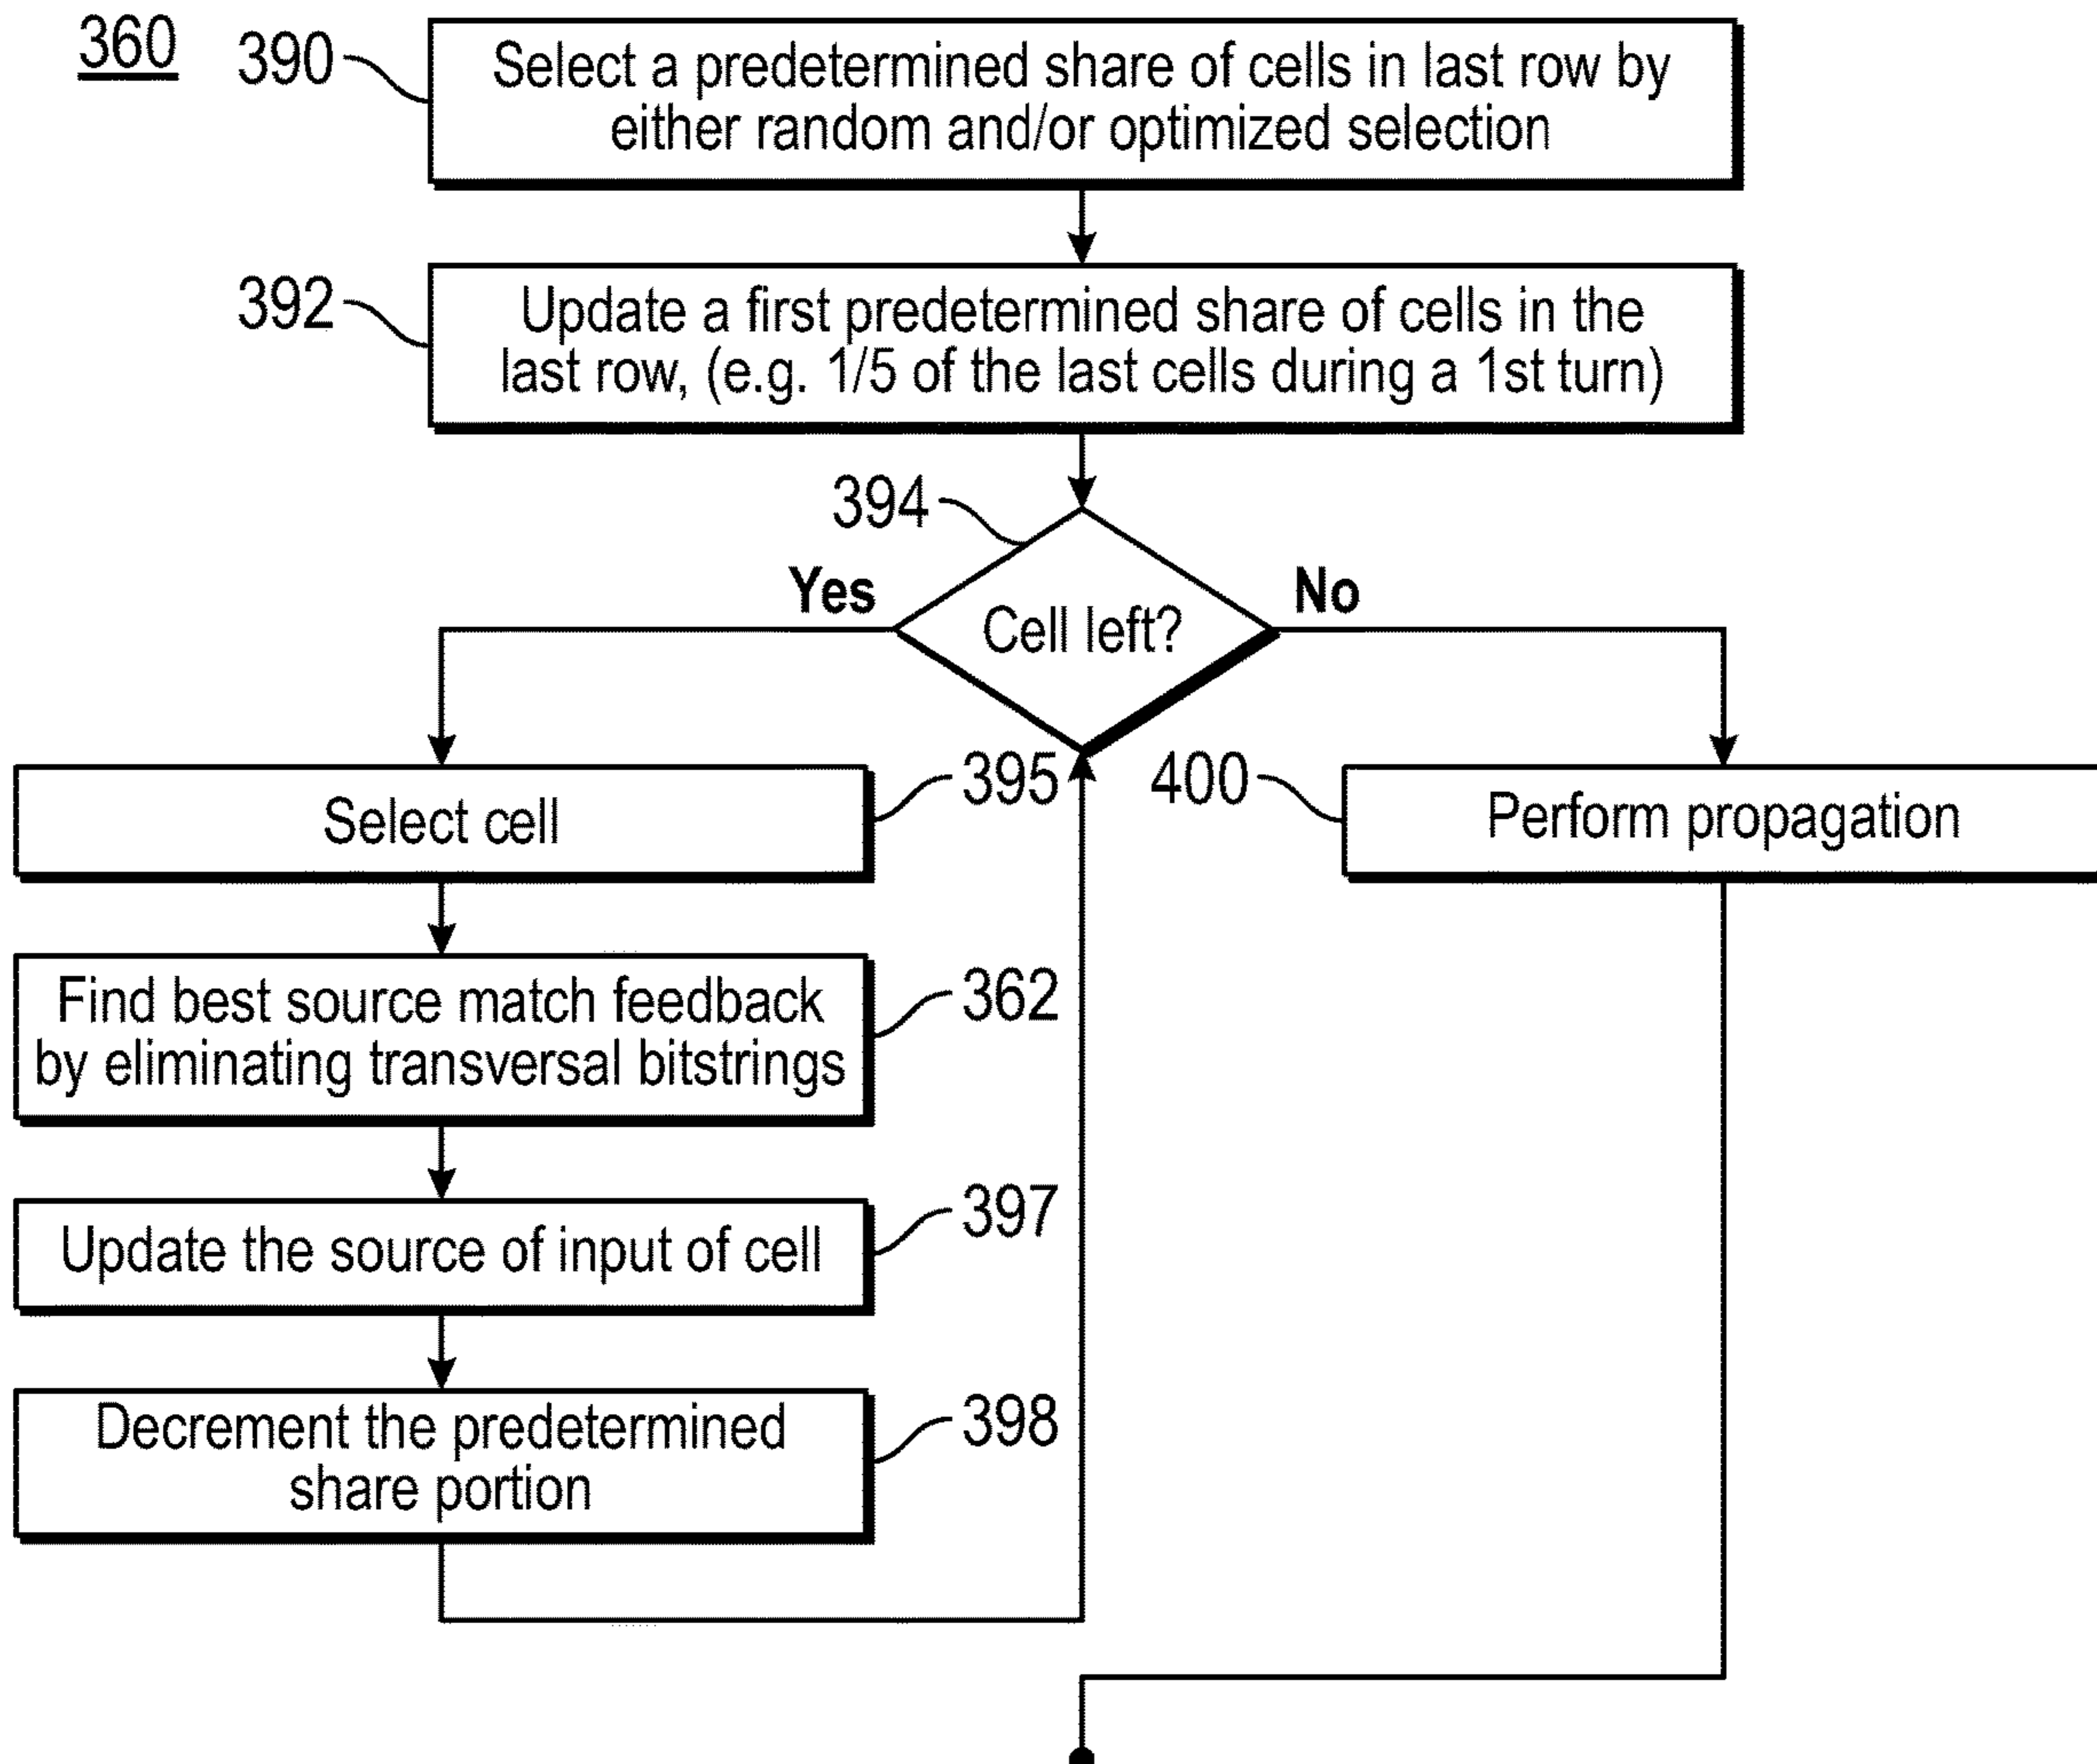 360
390
Select a predetermined share of cells in last row by
either random and/or optimized selection
392
Update a first predetermined share of cells in the
last row, (e.g. 1/5 of the last cells during a 1st turn)
394
Yes
No
Cell left?
Select cell
395
400
Perform propagation
Find best source match feedback
by eliminating transversal bitstrings
362
Update the source of input of cell
397
Decrement the predetermined
share portion
398